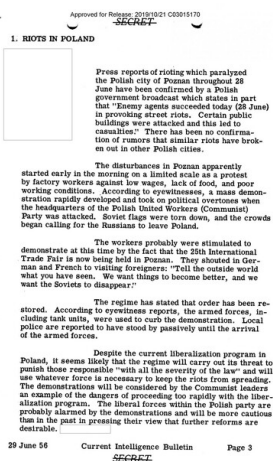 Approved for Release: 2019/10/21 C03015170
SECRET
1. RIOTS IN POLAND
Press reports of rioting which paralyzed
the Polish city of Poznan throughout 28
June have been confirmed by a Polish
government broadcast which states in part
that "Enemy agents succeeded today (28 June)
in provoking street riots. Certain public
buildings were attacked and this led to
casualties." There has been no confirma-
tion of rumors that similar riots have brok-
en out in other Polish cities.
The disturbances in Poznan apparently
started early in the morning on a limited scale as a protest
by factory workers against low wages, lack of food, and poor
working conditions. According to eyewitnesses, a mass demon-
stration rapidly developed and took on political overtones when
the headquarters of the Polish United Workers (Communist)
Party was attacked. Soviet flags were torn down, and the crowds
began calling for the Russians to leave Poland.
The workers probably were stimulated to
demonstrate at this time by the fact that the 25th International
Trade Fair is now being held in Poznan. They shouted in Ger-
man and French to visiting foreigners: "Tell the outside world
what you have seen. We want things to become better, and we
want the Soviets to disappear."
The regime has stated that order has been re-
stored. According to eyewitness reports, the armed forces, in-
cluding tank units, were used to curb the demonstration. Local
police are reported to have stood by passively until the arrival
of the armed forces.
Despite the current liberalization program in
Poland, it seems likely that the regime will carry out its threat to
punish those responsible "with all the severity of the law" and will
use whatever force is necessary to keep the riots from spreading.
The demonstrations will be considered by the Communist leaders
an example of the dangers of proceeding too rapidly with the liber-
alization program. The liberal forces within the Polish party are
probably alarmed by the demonstrations and will be more cautious
than in the past in pressing their view that further reforms are
desirable.
29 June 56 Current Intelligence Bulletin Page 3
SECRET